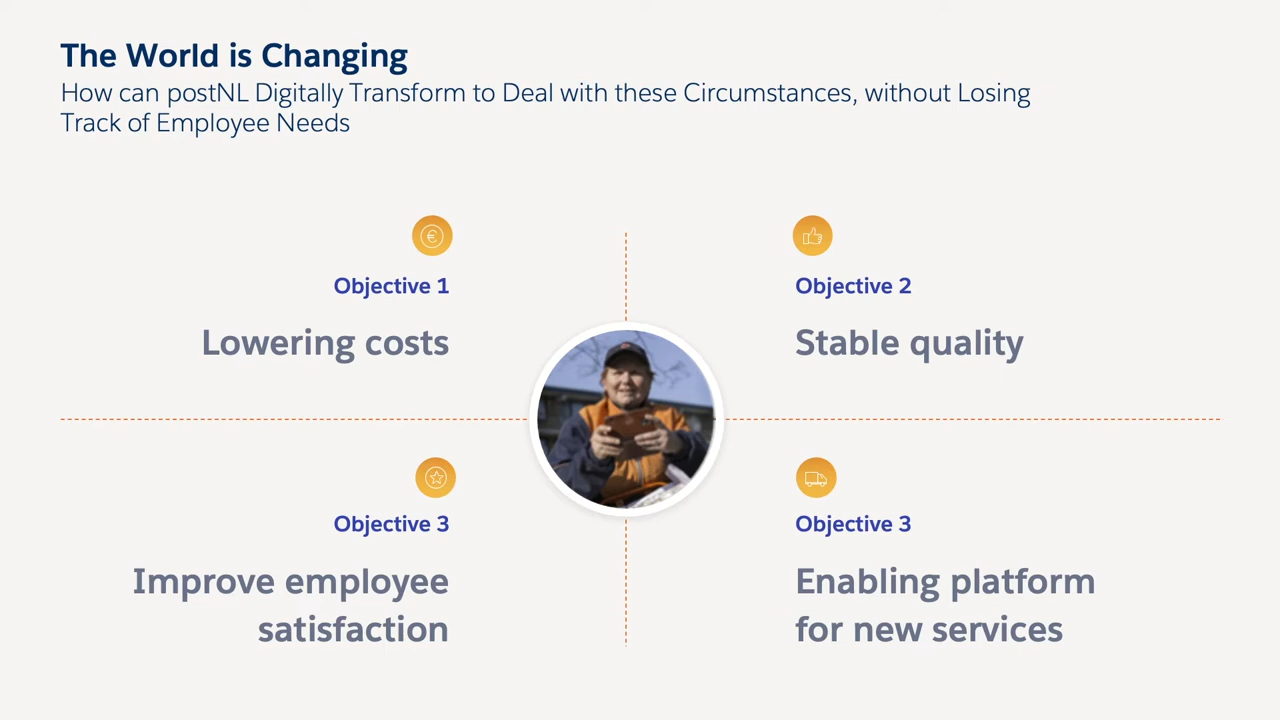 The World is Changing
How can postNL Digitally Transform to Deal with these Circumstances, without Losing
Track of Employee Needs
Objective 1
Lowering costs
Objective 2
Stable quality
Objective 3
Improve employee
satisfaction
Objective 3
Enabling platform
for new services